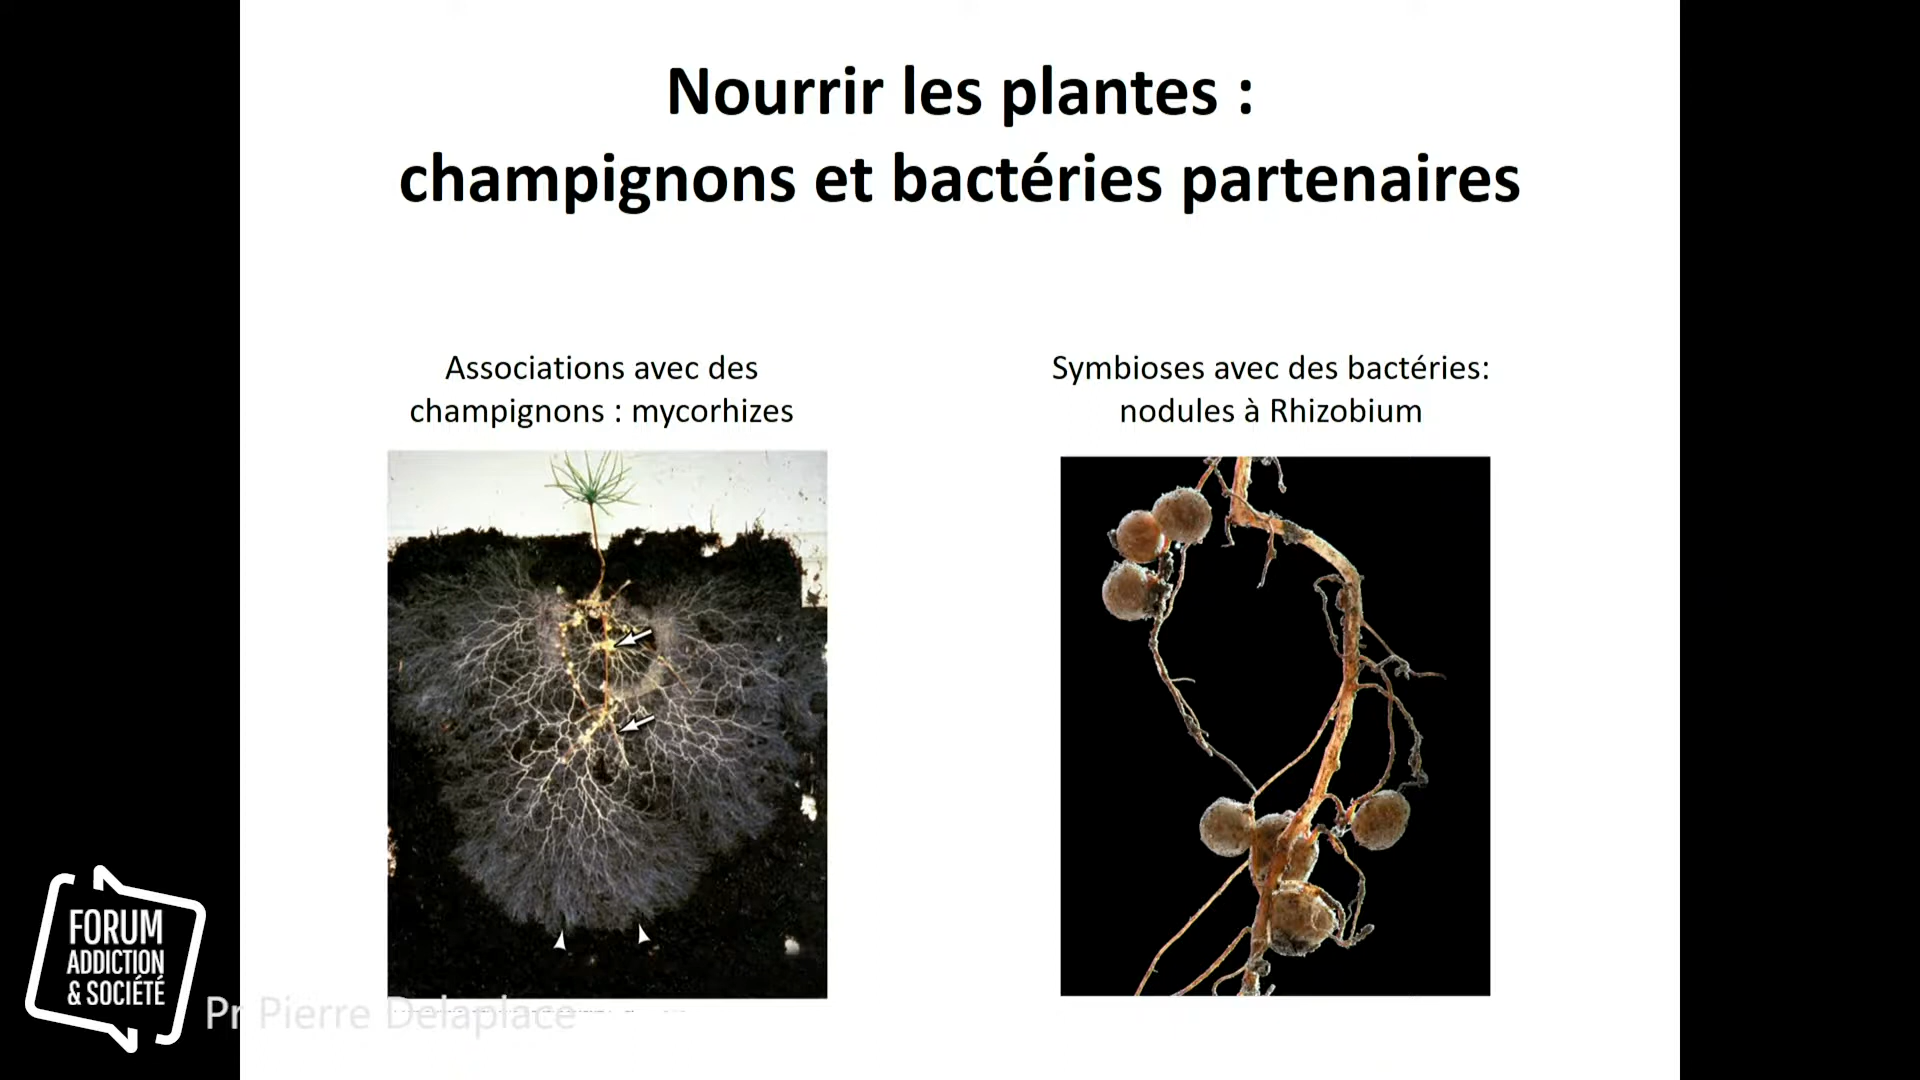 Nourrir les plantes :
champignons et bactéries partenaires
Associations avec des
champignons : mycorhizes
Symbioses avec des bactéries:
nodules à Rhizobium
FORUM
ADDICTION
& SOCIÉTÉ
Pr Pierre Delaplace